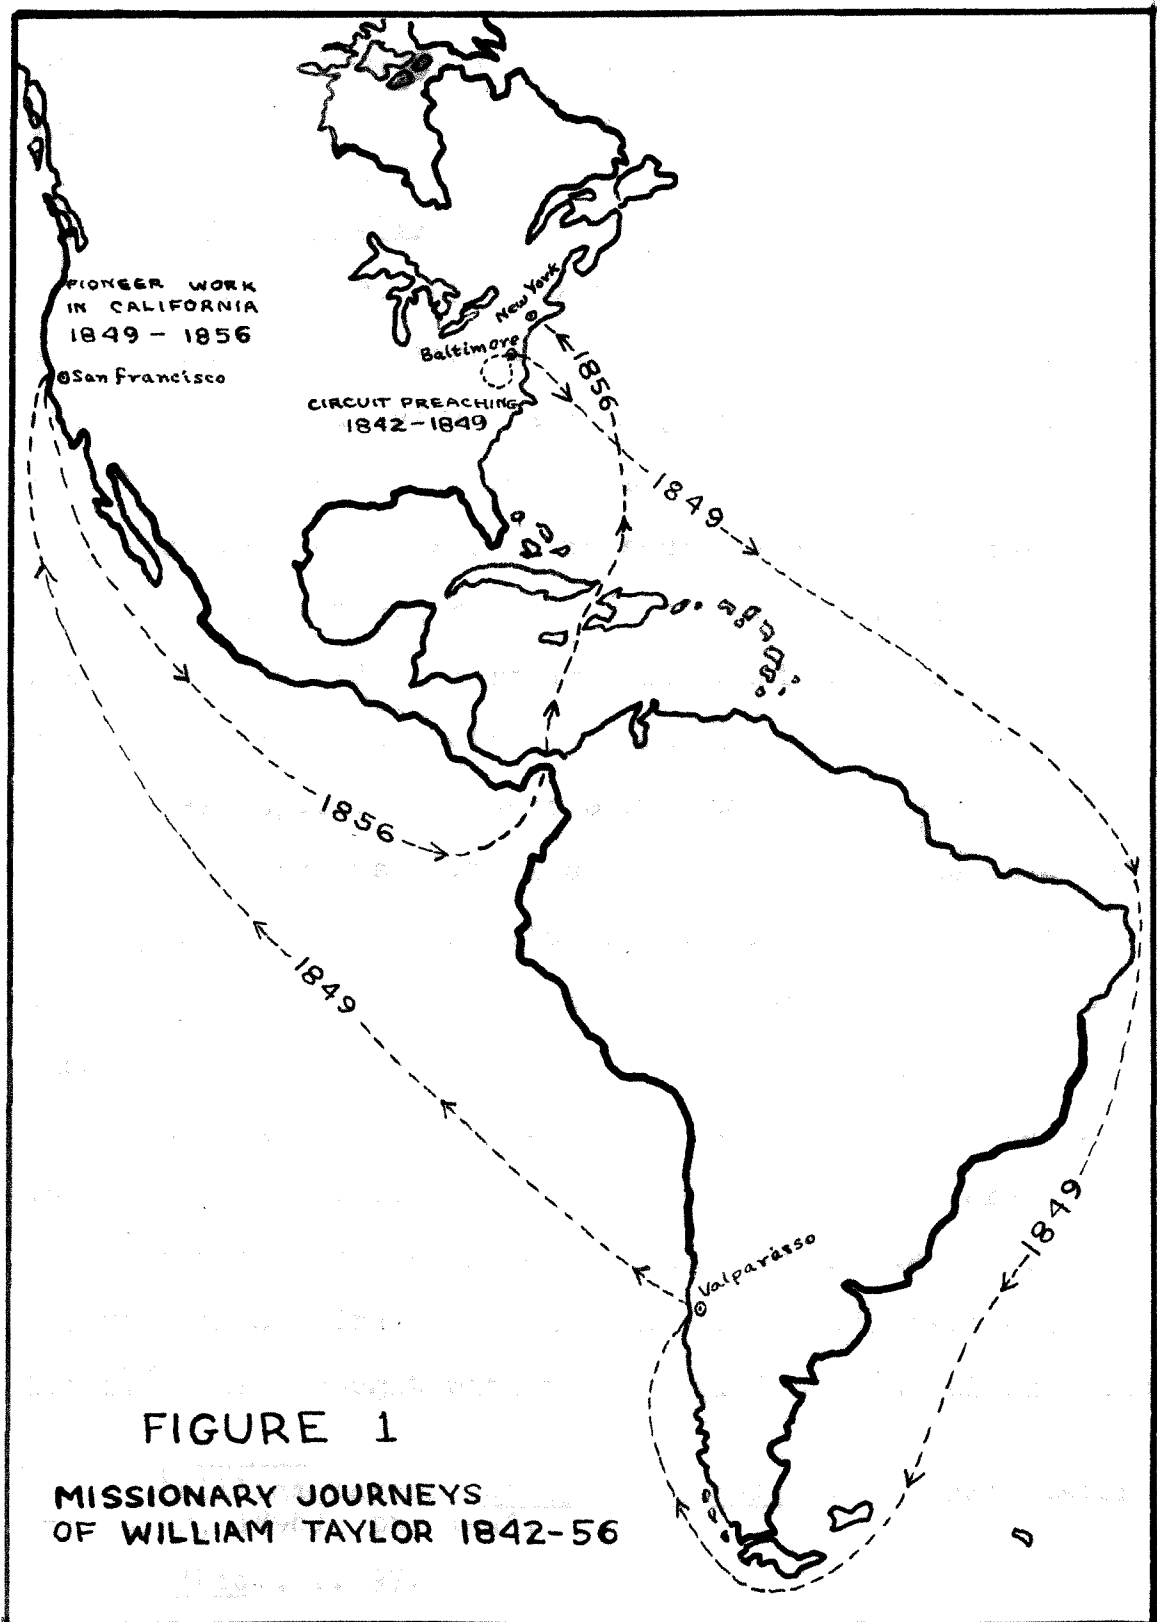 PIONEER WORK
IN CALIFORNIA
1849 - 1856
San Francisco
New York
Baltimore
CIRCUIT PREACHING
1842-1849
1856
1849
1856
1849
1849
Valparásso
FIGURE 1
MISSIONARY JOURNEYS
OF WILLIAM TAYLOR 1842-56